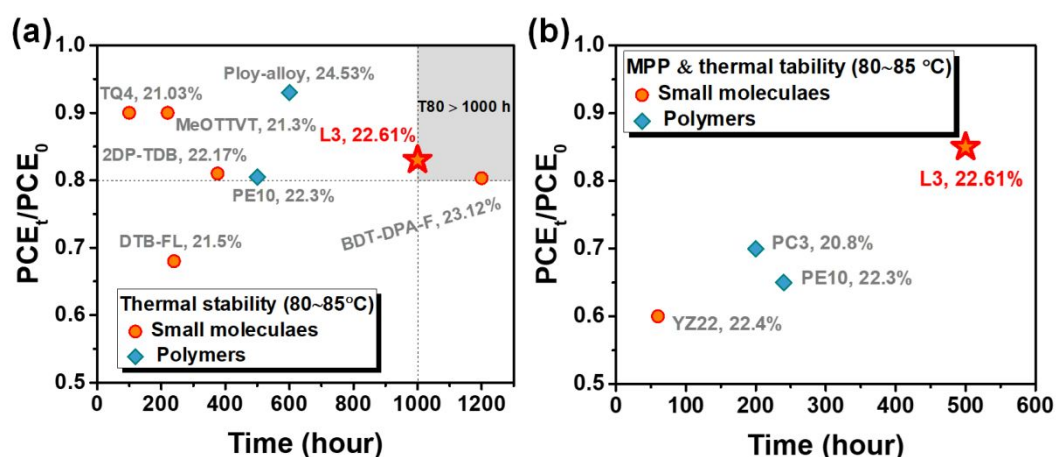 (a)
PCEt/PCE0
1.0
0.9
0.8
0.7
0.6
0.5
Ploy-alloy, 24.53%
TQ4, 21.03%
MeOTTVT, 21.3%
T80 > 1000 h
L3, 22.61%
2DP-TDB, 22.17%
PE10, 22.3%
BDT-DPA-F, 23.12%
DTB-FL, 21.5%
Thermal stability (80~85°C)
Small moleculaes
Polymers
0 200 400 600 800 1000 1200
Time (hour)
(b)
PCEt/PCE0
1.0
0.9
0.8
0.7
0.6
0.5
MPP & thermal tability (80~85 °C)
Small moleculaes
Polymers
L3, 22.61%
PC3, 20.8%
PE10, 22.3%
YZ22, 22.4%
0 100 200 300 400 500 600
Time (hour)